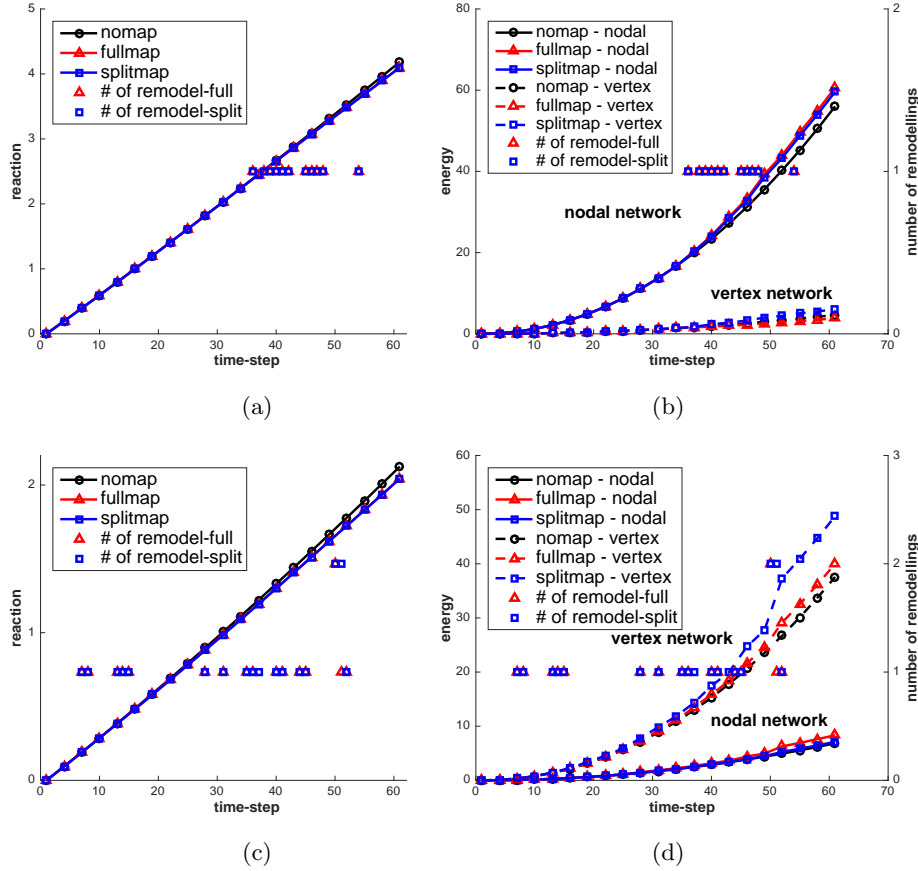 nomap
fullmap
splitmap
# of remodel-full
# of remodel-split
reaction
5
4
3
2
1
0
0 10 20 30 40 50 60
time-step
(a)
nomap - nodal
fullmap - nodal
splitmap - nodal
nomap - vertex
fullmap - vertex
splitmap - vertex
# of remodel-full
# of remodel-split
nodal network
vertex network
energy
80
60
40
20
0
number of remodellings
2
1
0
0 10 20 30 40 50 60 70
time-step
(b)
nomap
fullmap
splitmap
# of remodel-full
# of remodel-split
reaction
2
1
0
0 10 20 30 40 50 60
time-step
(c)
nomap - nodal
fullmap - nodal
splitmap - nodal
nomap - vertex
fullmap - vertex
splitmap - vertex
# of remodel-full
# of remodel-split
vertex network
nodal network
energy
60
50
40
30
20
10
0
number of remodellings
3
2
1
0
0 10 20 30 40 50 60 70
time-step
(d)